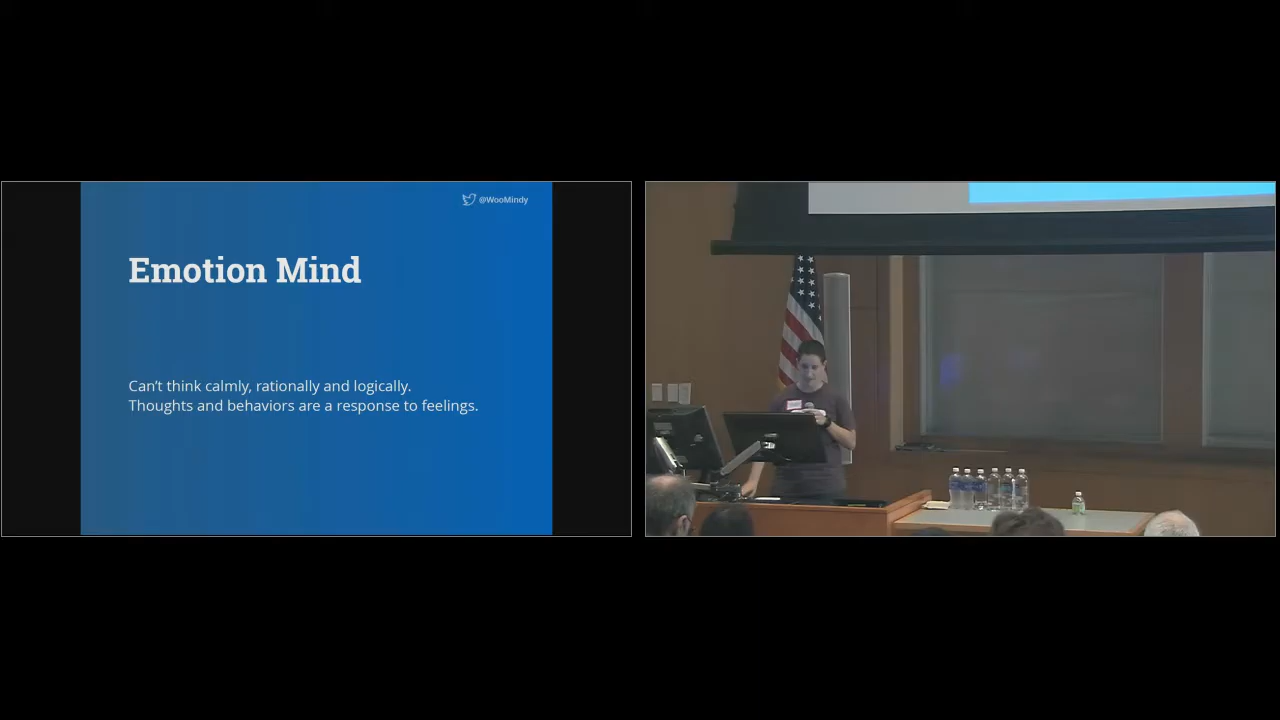 @WooMindy
Emotion Mind
Can't think calmly, rationally and logically.
Thoughts and behaviors are a response to feelings.